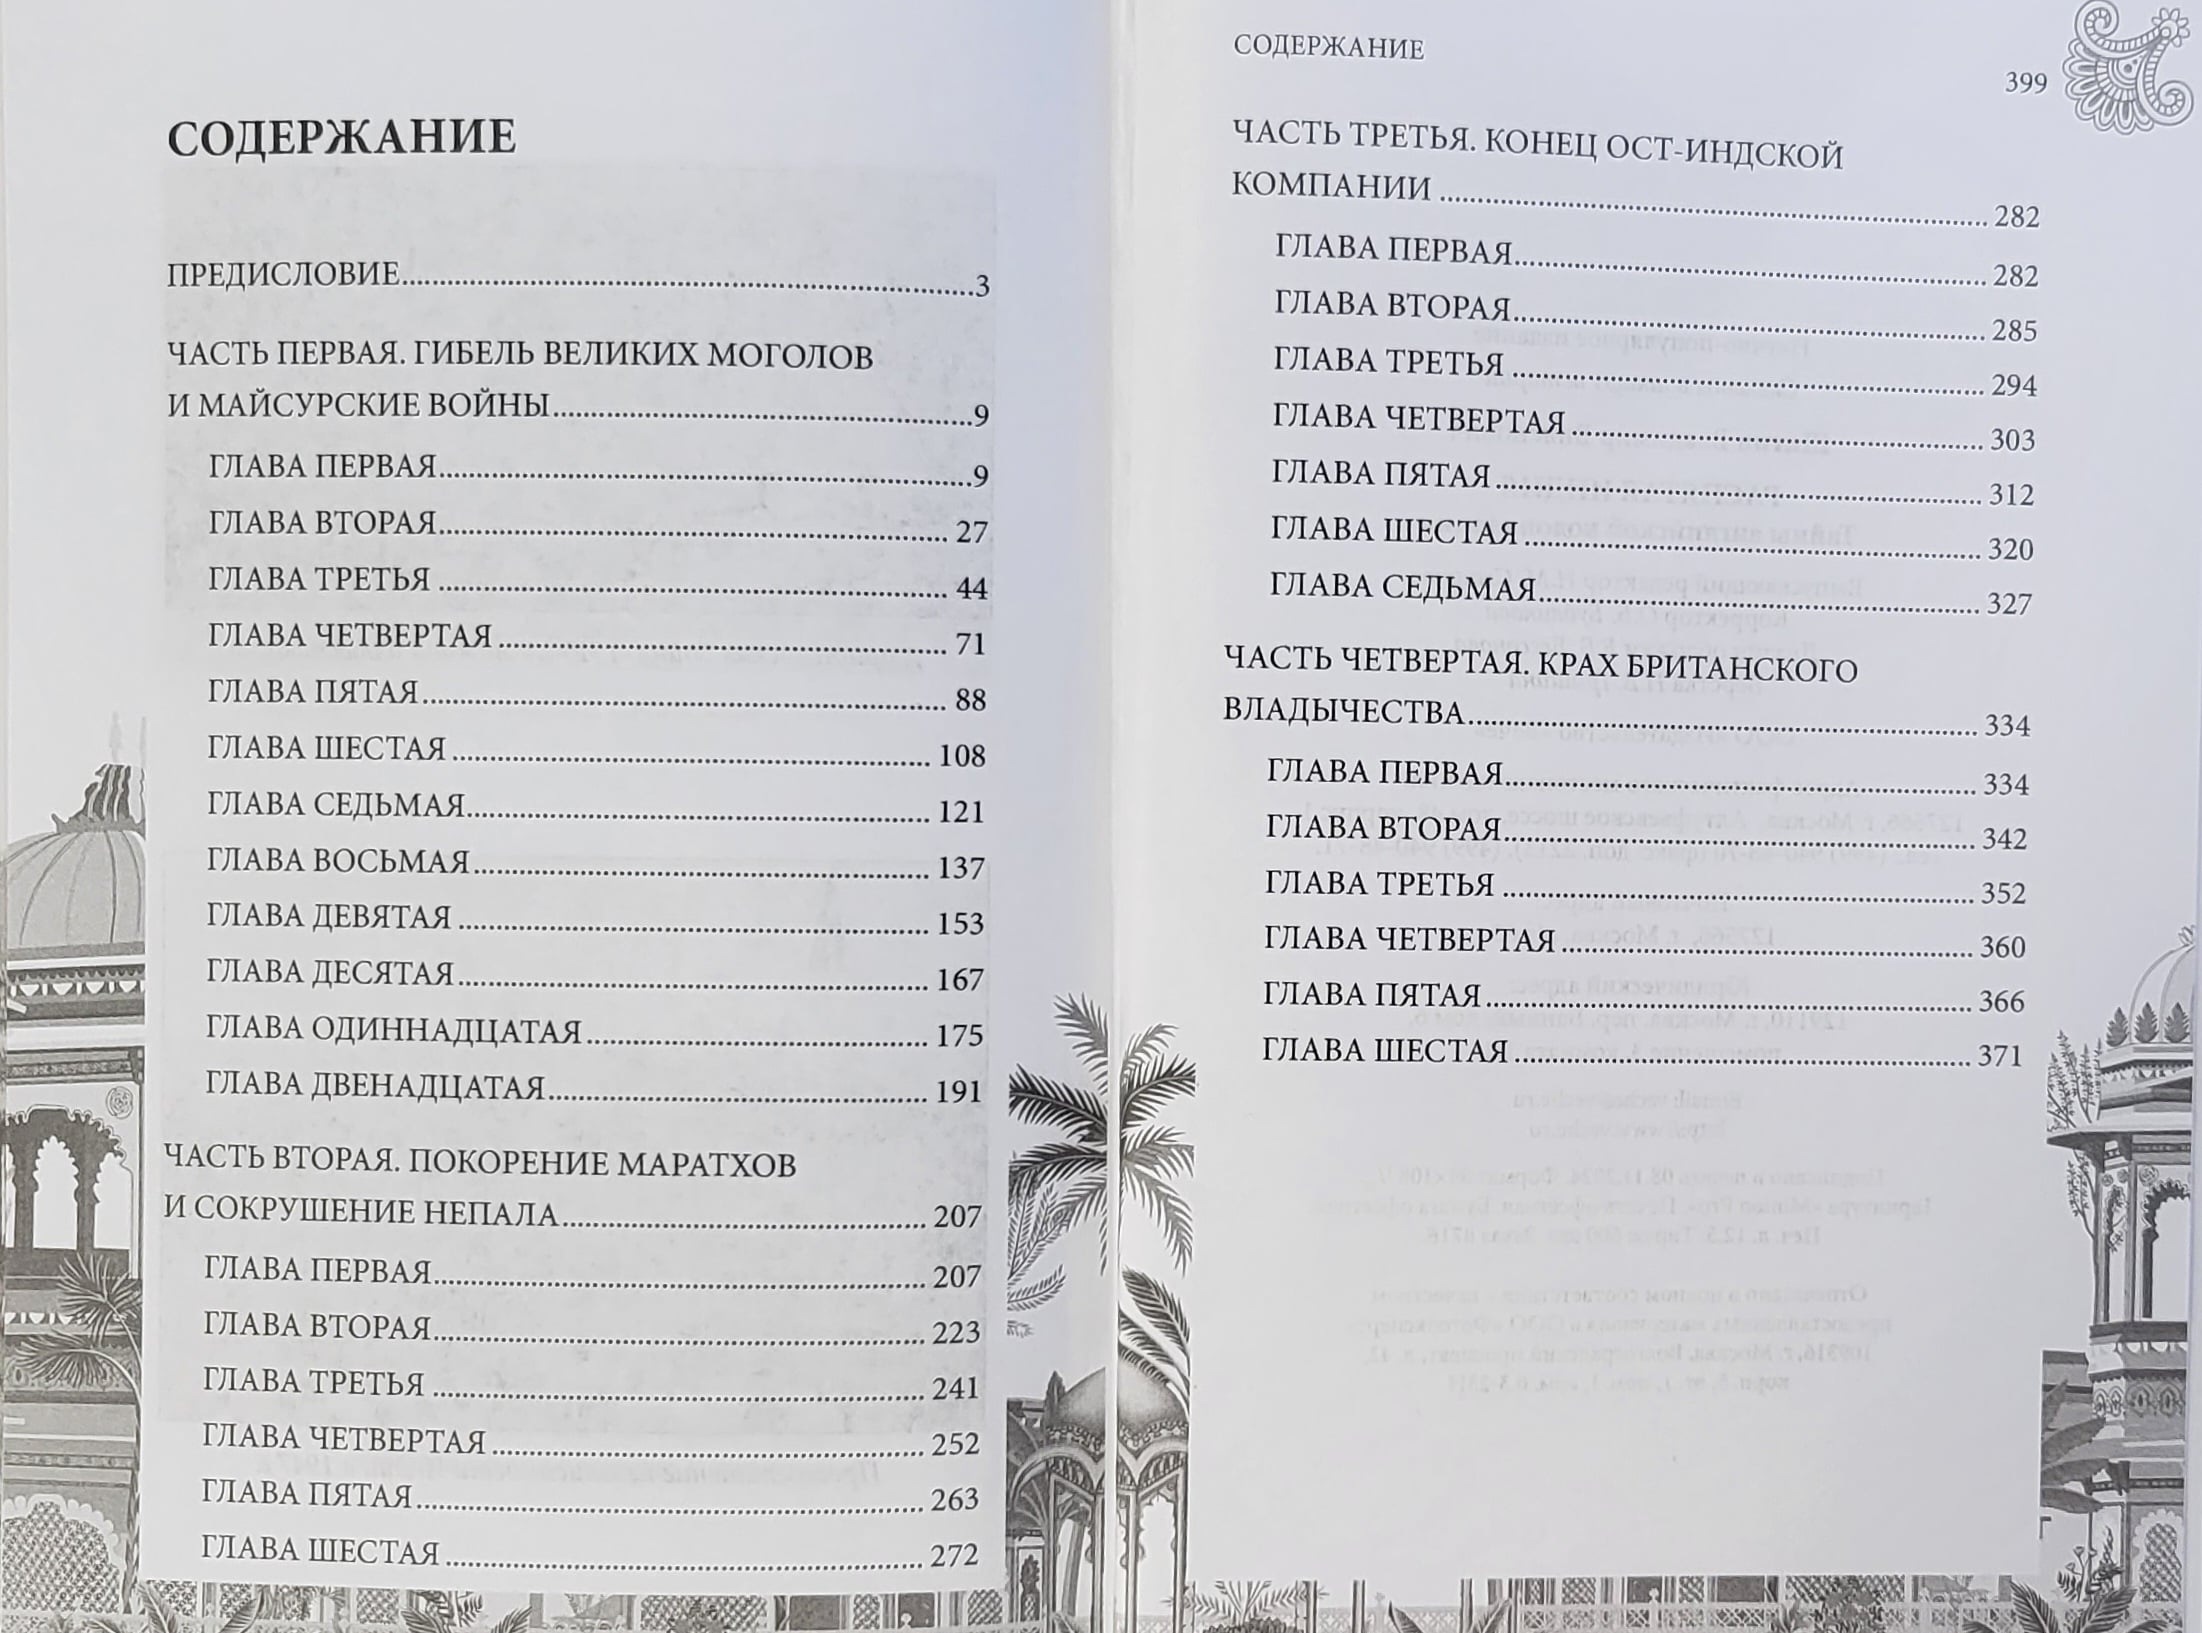 СОДЕРЖАНИЕ
ПРЕДИСЛОВИЕ...3
ЧАСТЬ ПЕРВАЯ. ГИБЕЛЬ ВЕЛИКИХ МОГОЛОВ
И МАЙСУРСКИЕ ВОЙНЫ...9
ГЛАВА ПЕРВАЯ...9
ГЛАВА ВТОРАЯ...27
ГЛАВА ТРЕТЬЯ...44
ГЛАВА ЧЕТВЕРТАЯ...71
ГЛАВА ПЯТАЯ...88
ГЛАВА ШЕСТАЯ...108
ГЛАВА СЕДЬМАЯ...121
ГЛАВА ВОСЬМАЯ...137
ГЛАВА ДЕВЯТАЯ...153
ГЛАВА ДЕСЯТАЯ...167
ГЛАВА ОДИННАДЦАТАЯ...175
ГЛАВА ДВЕНАДЦАТАЯ...191
ЧАСТЬ ВТОРАЯ. ПОКОРЕНИЕ МАРАТХОВ
И СОКРУШЕНИЕ НЕПАЛА...207
ГЛАВА ПЕРВАЯ...207
ГЛАВА ВТОРАЯ...223
ГЛАВА ТРЕТЬЯ...241
ГЛАВА ЧЕТВЕРТАЯ...252
ГЛАВА ПЯТАЯ...263
ГЛАВА ШЕСТАЯ...272
СОДЕРЖАНИЕ
399
ЧАСТЬ ТРЕТЬЯ. КОНЕЦ ОСТ-ИНДСКОЙ
КОМПАНИИ...282
ГЛАВА ПЕРВАЯ...282
ГЛАВА ВТОРАЯ...285
ГЛАВА ТРЕТЬЯ...294
ГЛАВА ЧЕТВЕРТАЯ...303
ГЛАВА ПЯТАЯ...312
ГЛАВА ШЕСТАЯ...320
ГЛАВА СЕДЬМАЯ...327
ЧАСТЬ ЧЕТВЕРТАЯ. КРАХ БРИТАНСКОГО
ВЛАДЫЧЕСТВА...334
ГЛАВА ПЕРВАЯ...334
ГЛАВА ВТОРАЯ...342
ГЛАВА ТРЕТЬЯ...352
ГЛАВА ЧЕТВЕРТАЯ...360
ГЛАВА ПЯТАЯ...366
ГЛАВА ШЕСТАЯ...371